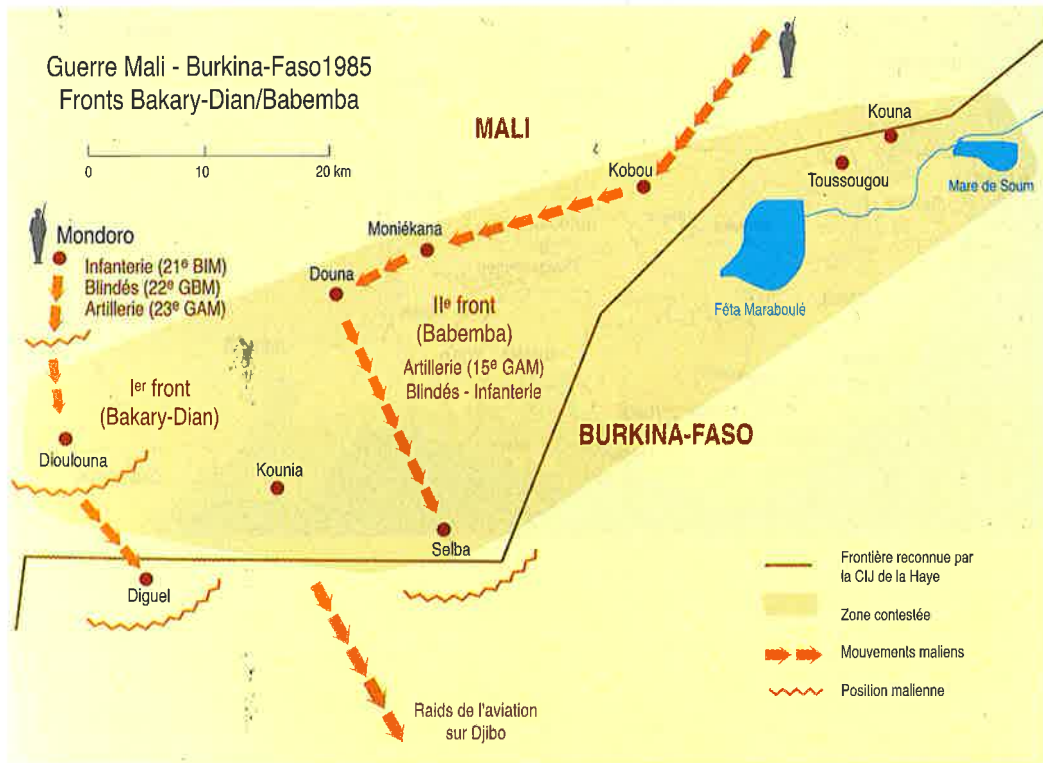 Guerre Mali - Burkina-Faso1985
Fronts Bakary-Dian/Babemba
0 10 20 km
MALI
Kouna
Toussougou
Mare de Soum
Kobou
Mondoro
Infanterie (21e BIM)
Blindés (22e GBM)
Artillerie (23e GAM)
Moniékana
Douna
IIe front
(Babemba)
Artillerie (15e GAM)
Blindés - Infanterie
Féta Maraboulé
Ier front
(Bakary-Dian)
BURKINA-FASO
Dioulouna
Kounia
Selba
Diguel
Frontière reconnue par
la CIJ de la Haye
Zone contestée
Mouvements maliens
Position malienne
Raids de l'aviation
sur Djibo